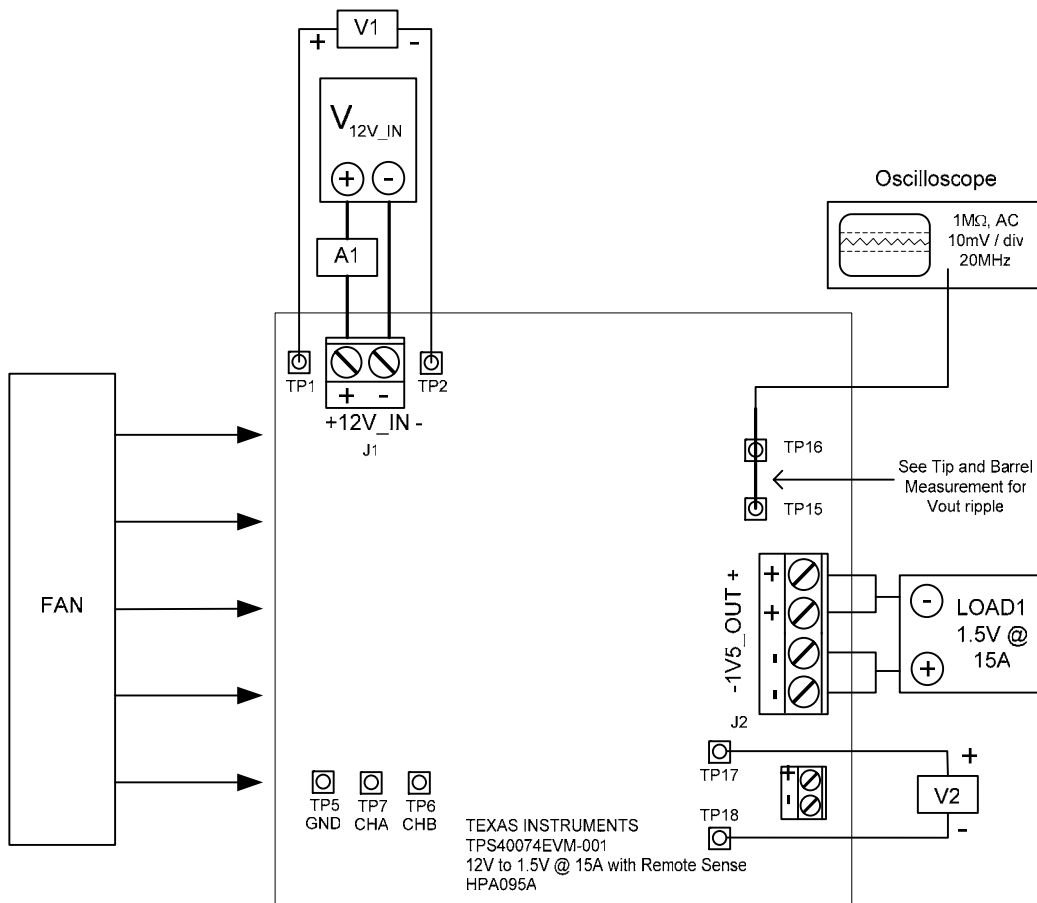 V1
+ -
V12V_IN
+ -
A1
Oscilloscope
1MΩ, AC
10mV / div
20MHz
TP1
TP2
+ -
+12V_IN -
J1
TP16
TP15
See Tip and Barrel
Measurement for
Vout ripple
FAN
-1V5_OUT +
+
+
-
-
J2
-
+
LOAD1
1.5V @
15A
TP17
TP18
+
-
+
V2
-
TP5
GND
TP7
CHA
TP6
CHB
TEXAS INSTRUMENTS
TPS40074EVM-001
12V to 1.5V @ 15A with Remote Sense
HPA095A